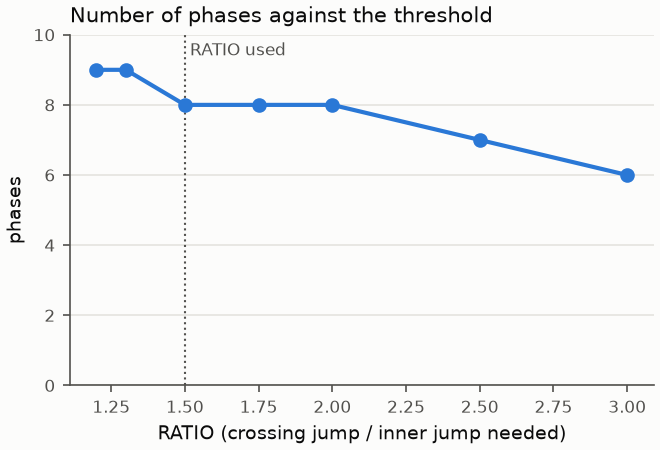 Number of phases against the threshold
10
RATIO used
8
6
4
2
0
phases
1.25 1.50 1.75 2.00 2.25 2.50 2.75 3.00
RATIO (crossing jump / inner jump needed)